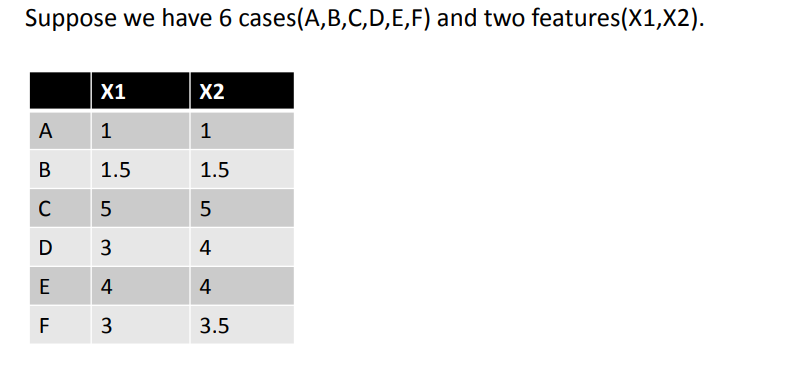 Suppose we have 6 cases(A,B,C,D,E,F) and two features(X1,X2).
X1 X2
A 1 1
B 1.5 1.5
C 5 5
D 3 4
E 4 4
F 3 3.5